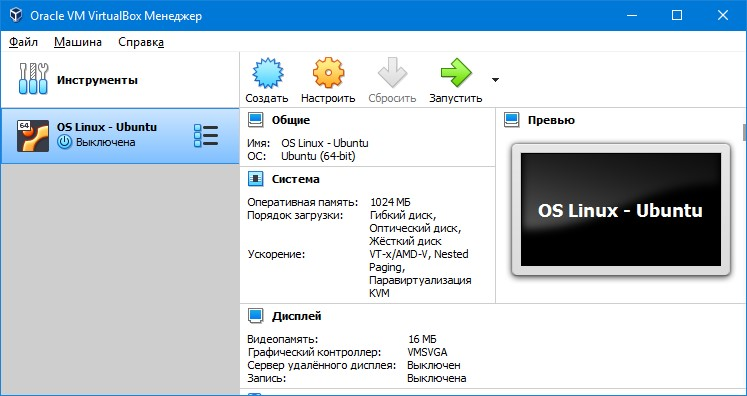 Oracle VM VirtualBox Менеджер
Файл Машина Справка
Инструменты
Создать Настроить Сбросить Запустить
64
OS Linux - Ubuntu
Выключена
Общие
Имя: OS Linux - Ubuntu
ОС: Ubuntu (64-bit)
Превью
OS Linux - Ubuntu
Система
Оперативная память: 1024 МБ
Порядок загрузки: Гибкий диск,
Оптический диск,
Жёсткий диск
Ускорение: VT-x/AMD-V, Nested
Paging,
Паравиртуализация
KVM
Дисплей
Видеопамять: 16 МБ
Графический контроллер: VMSVGA
Сервер удалённого дисплея: Выключен
Запись: Выключена